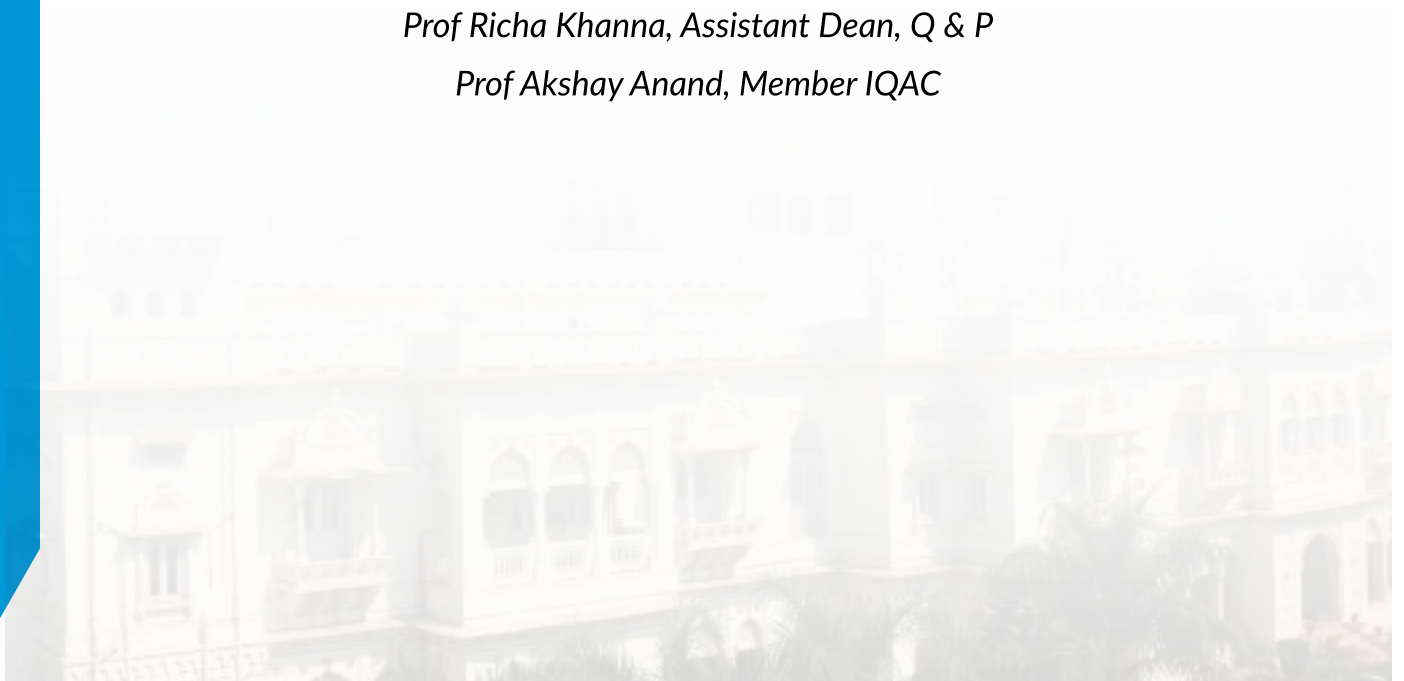 Prof Richa Khanna, Assistant Dean, Q & P
Prof Akshay Anand, Member IQAC